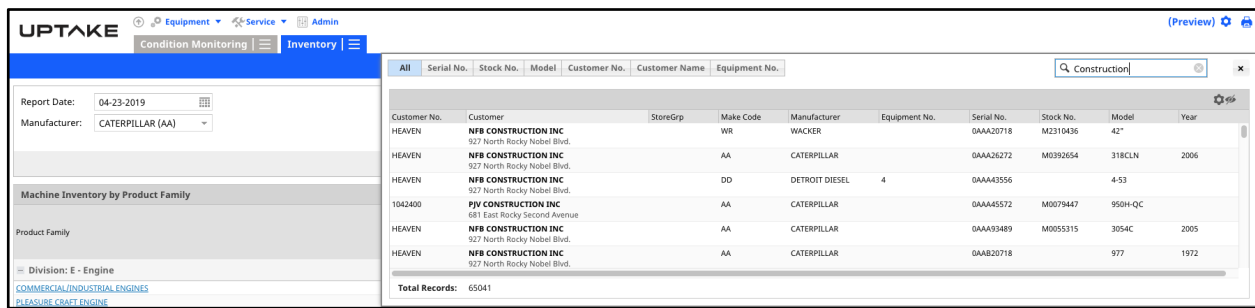 UPTAKE
Equipment Service Admin
(Preview)
Condition Monitoring Inventory
All Serial No. Stock No. Model Customer No. Customer Name Equipment No.
Construction
Report Date: 04-23-2019
Manufacturer: CATERPILLAR (AA)
Machine Inventory by Product Family
Product Family
Division: E - Engine
COMMERCIAL/INDUSTRIAL ENGINES
PLEASURE CRAFT ENGINE
Customer No. Customer StoreGrp Make Code Manufacturer Equipment No. Serial No. Stock No. Model Year
HEAVEN NFB CONSTRUCTION INC WR WACKER 0AAA20718 M2310436 42"
927 North Rocky Nobel Blvd.
HEAVEN NFB CONSTRUCTION INC AA CATERPILLAR 0AAA26272 M0392654 318CLN 2006
927 North Rocky Nobel Blvd.
HEAVEN NFB CONSTRUCTION INC DD DETROIT DIESEL 4 0AAA43556 4-53
927 North Rocky Nobel Blvd.
1042400 PJV CONSTRUCTION INC AA CATERPILLAR 0AAA45572 M0079447 950H-QC
681 East Rocky Second Avenue
HEAVEN NFB CONSTRUCTION INC AA CATERPILLAR 0AAA93489 M0055315 3054C 2005
927 North Rocky Nobel Blvd.
HEAVEN NFB CONSTRUCTION INC AA CATERPILLAR 0AAB20718 977 1972
927 North Rocky Nobel Blvd.
Total Records: 65041